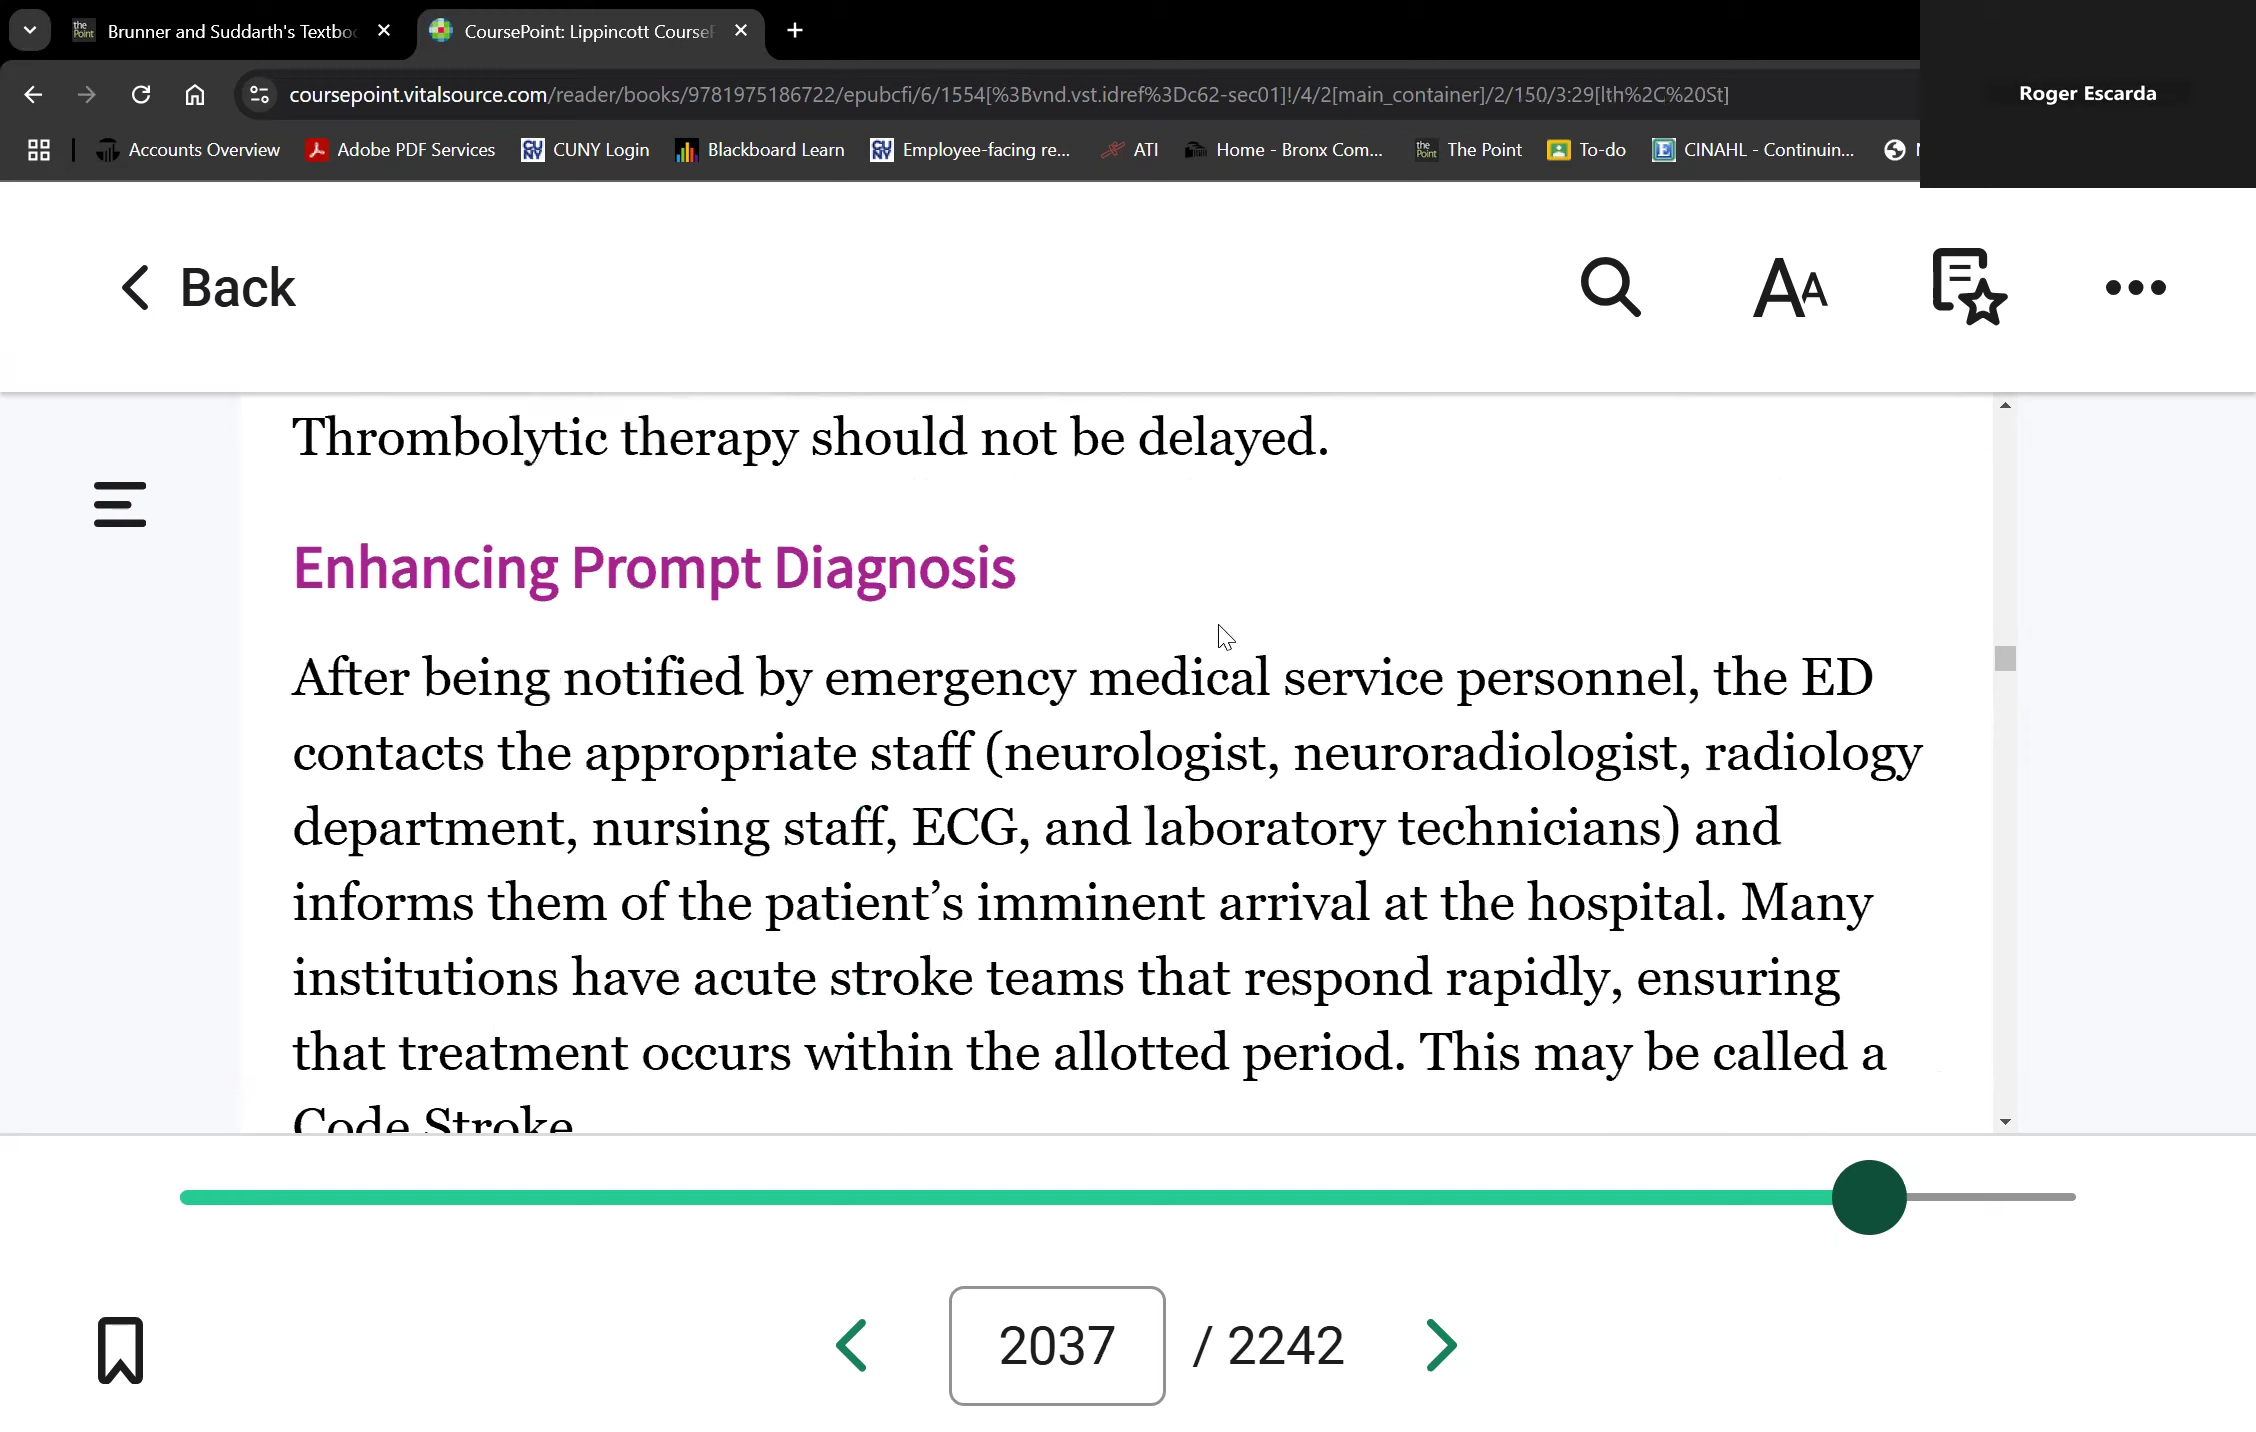 Brunner and Suddarth's Textbo
CoursePoint: Lippincott Course
coursepoint.vitalsource.com/reader/books/9781975186722/epubcfi/6/1554[%3Bvnd.vst.idref%3Dc62-sec01]!/4/2[main_container]/2/150/3:29[lth%2C%20St]
Roger Escarda
Accounts Overview
Adobe PDF Services
CUNY Login
Blackboard Learn
Employee-facing re...
ATI
Home - Bronx Com...
the Point
The Point
To-do
CINAHL - Continuin...
Back
Thrombolytic therapy should not be delayed.
Enhancing Prompt Diagnosis
After being notified by emergency medical service personnel, the ED
contacts the appropriate staff (neurologist, neuroradiologist, radiology
department, nursing staff, ECG, and laboratory technicians) and
informs them of the patient’s imminent arrival at the hospital. Many
institutions have acute stroke teams that respond rapidly, ensuring
that treatment occurs within the allotted period. This may be called a
Code Stroke
2037 / 2242